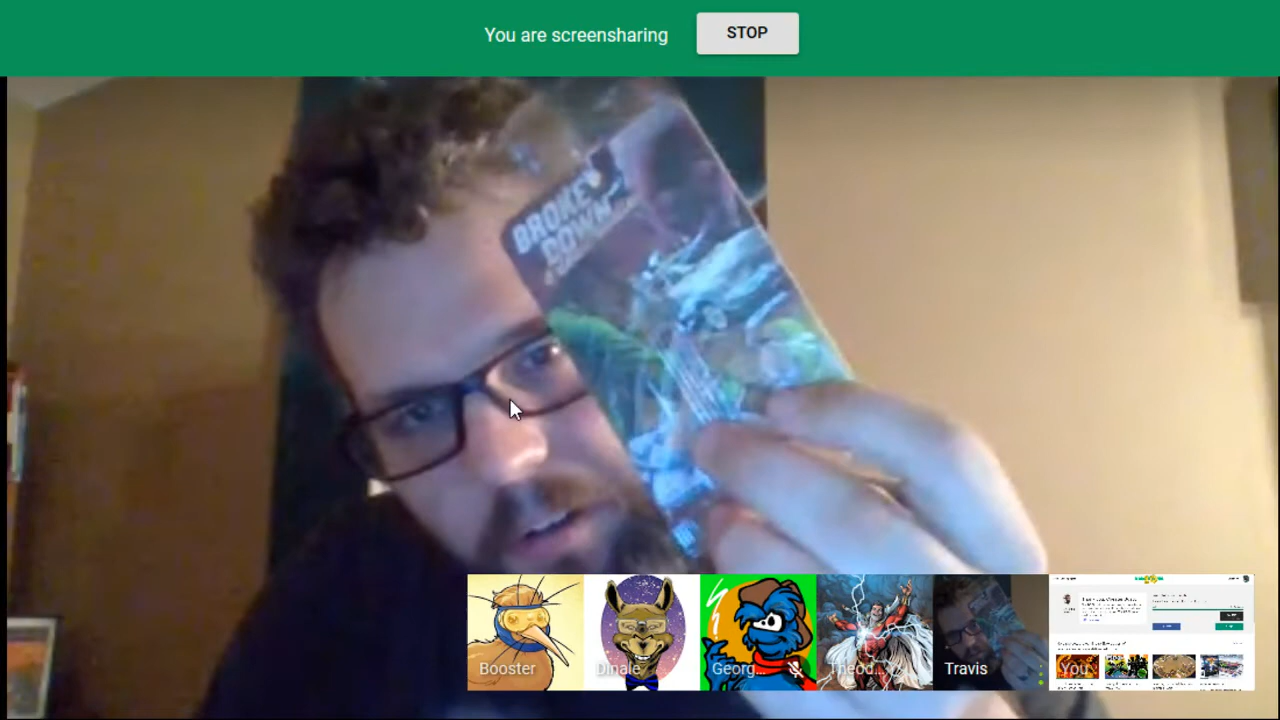 You are screensharing STOP
BROKE
DOWN
Booster Dinale Georg... Theod... Travis You